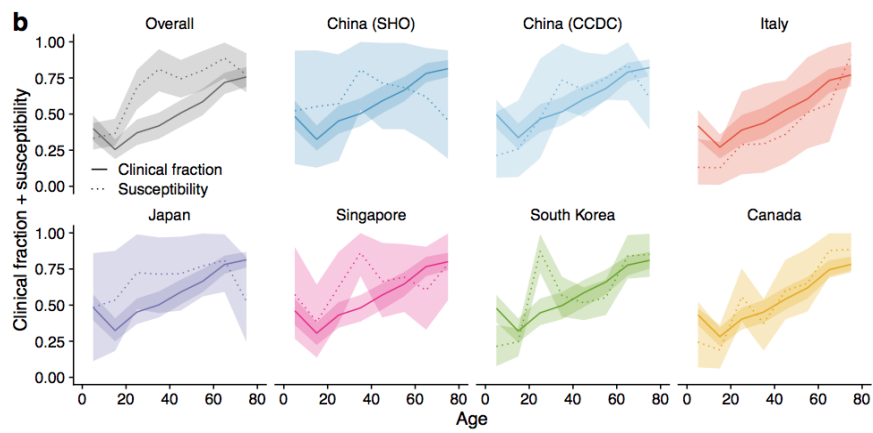 b
Overall
China (SHO)
China (CCDC)
Italy
1.00
0.75
0.50
0.25
0.00
Clinical fraction
Susceptibility
Clinical fraction + susceptibility
Japan
Singapore
South Korea
Canada
1.00
0.75
0.50
0.25
0.00
0 20 40 60 80
0 20 40 60 80
0 20 40 60 80
0 20 40 60 80
Age